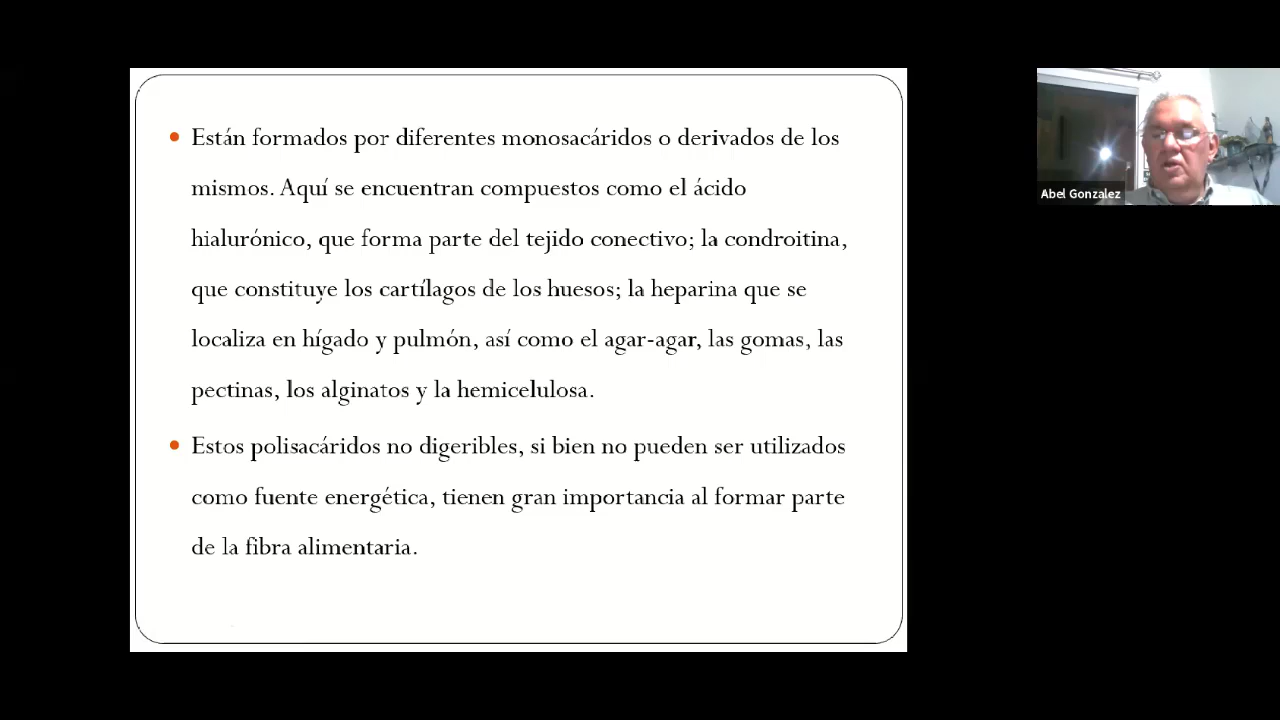 Están formados por diferentes monosacáridos o derivados de los
mismos. Aquí se encuentran compuestos como el ácido
hialurónico, que forma parte del tejido conectivo; la condroitina,
que constituye los cartílagos de los huesos; la heparina que se
localiza en hígado y pulmón, así como el agar-agar, las gomas, las
pectinas, los alginatos y la hemicelulosa.
Estos polisacáridos no digeribles, si bien no pueden ser utilizados
como fuente energética, tienen gran importancia al formar parte
de la fibra alimentaria.
Abel Gonzalez